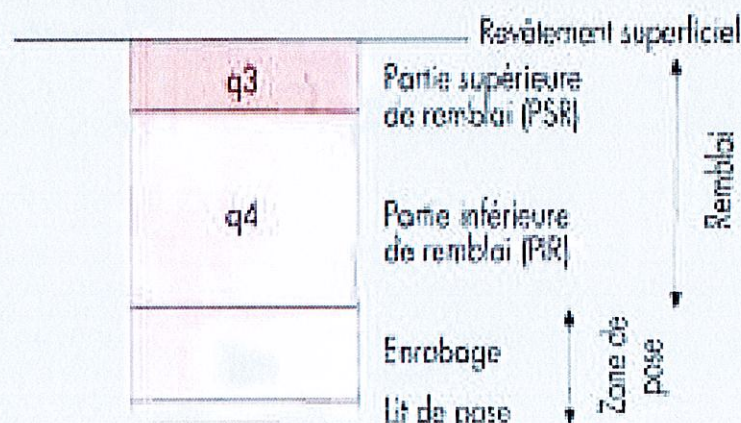 Revêtement superficiel
q3
Partie supérieure
de remblai (PSR)
q4
Partie inférieure
de remblai (PIR)
Remblai
Enrobage
Lit de pose
Zone de
pose